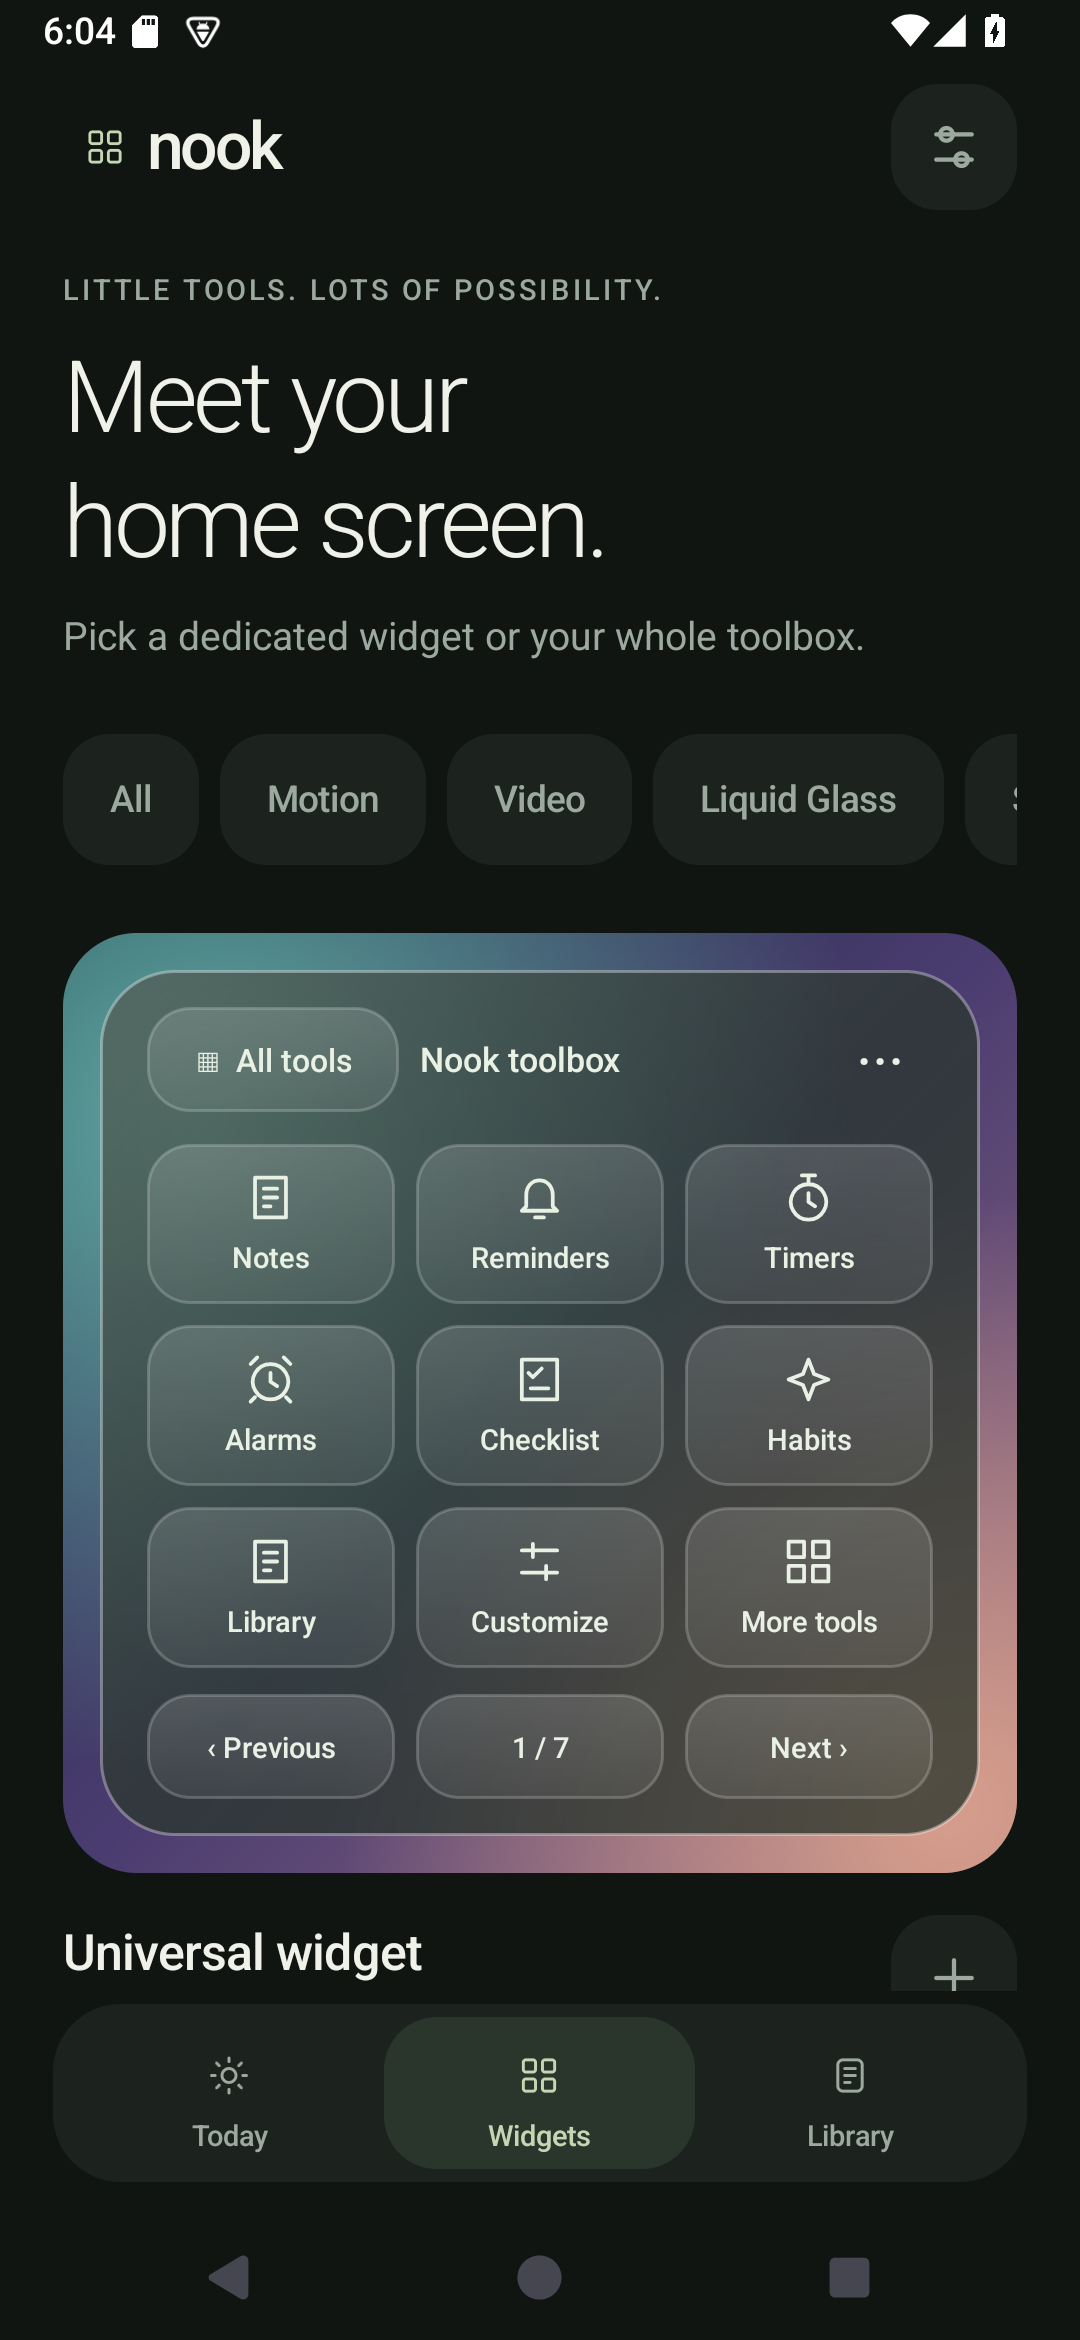 6:04
nook
LITTLE TOOLS. LOTS OF POSSIBILITY.
Meet your
home screen.
Pick a dedicated widget or your whole toolbox.
All
Motion
Video
Liquid Glass
All tools
Nook toolbox
Notes
Reminders
Timers
Alarms
Checklist
Habits
Library
Customize
More tools
‹ Previous
1 / 7
Next ›
Universal widget
Today
Widgets
Library